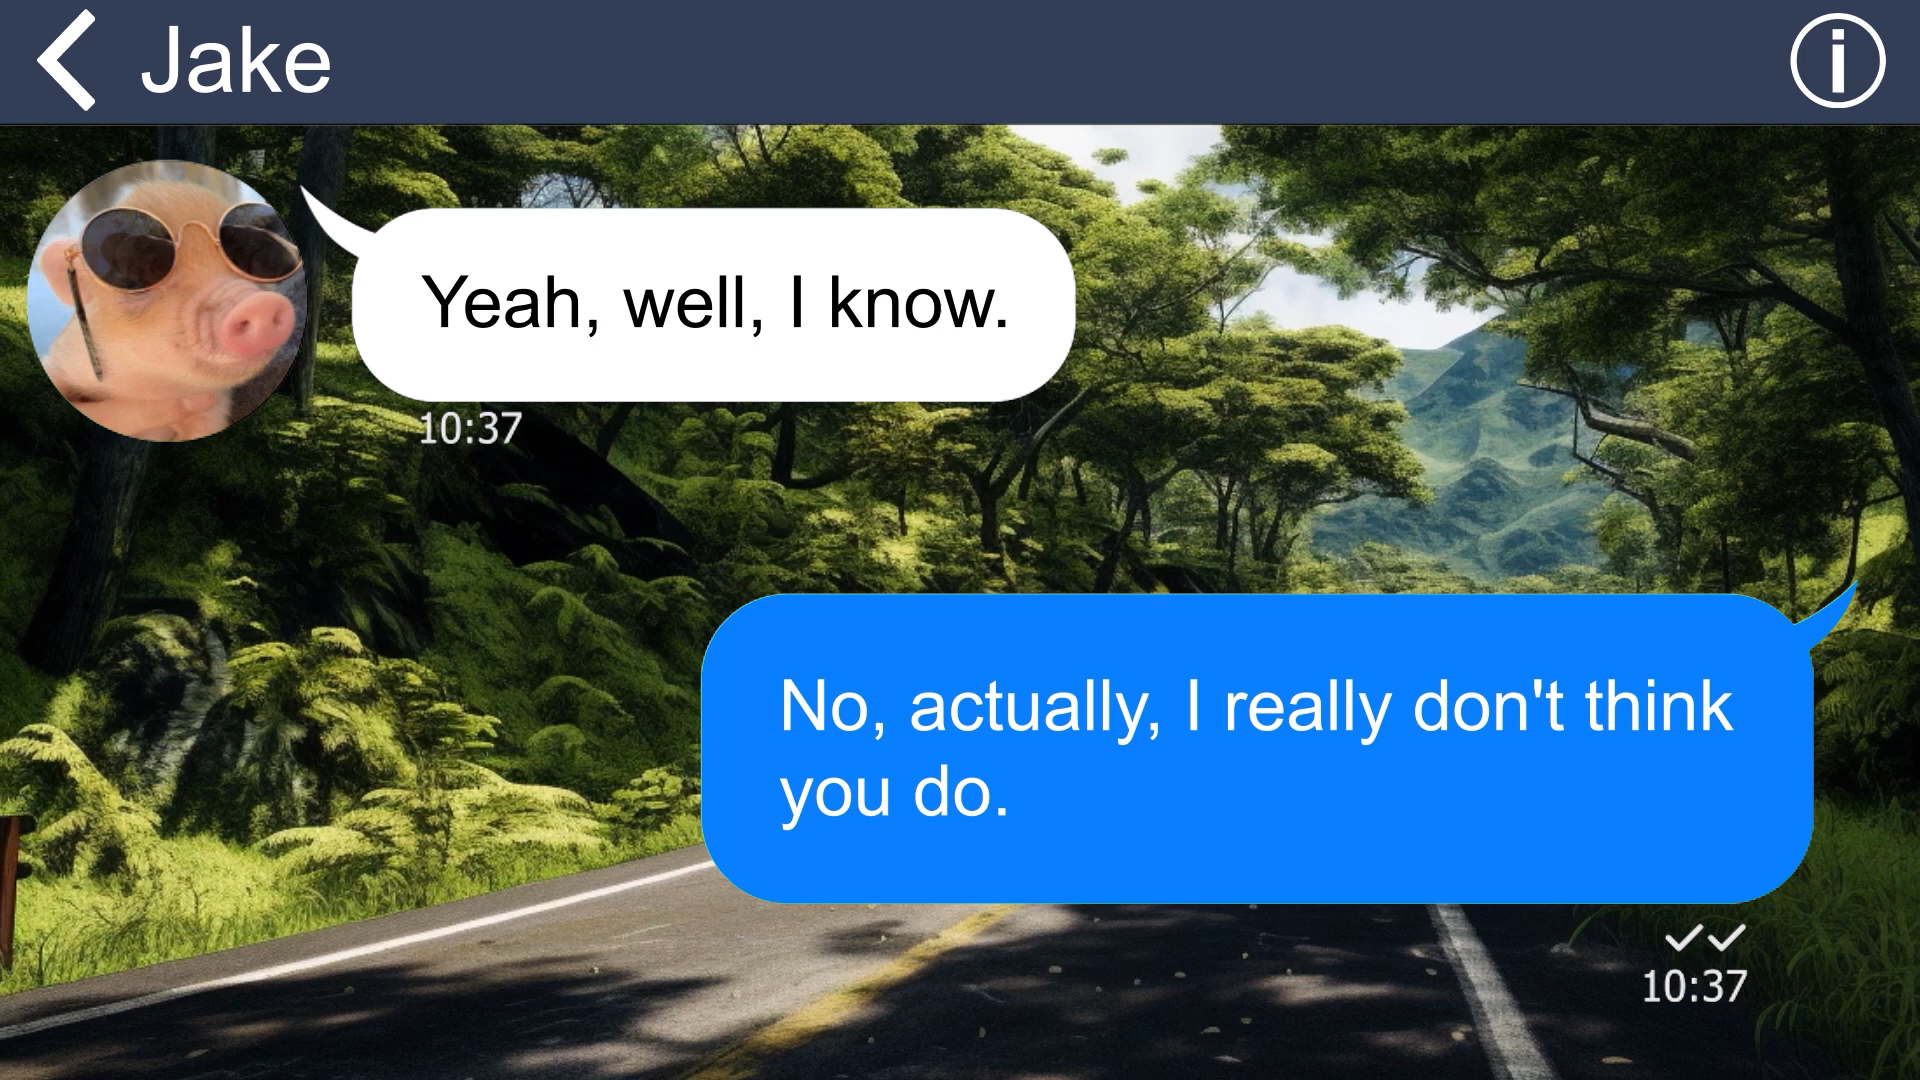 Jake
Yeah, well, I know.
10:37
No, actually, I really don't think
you do.
10:37